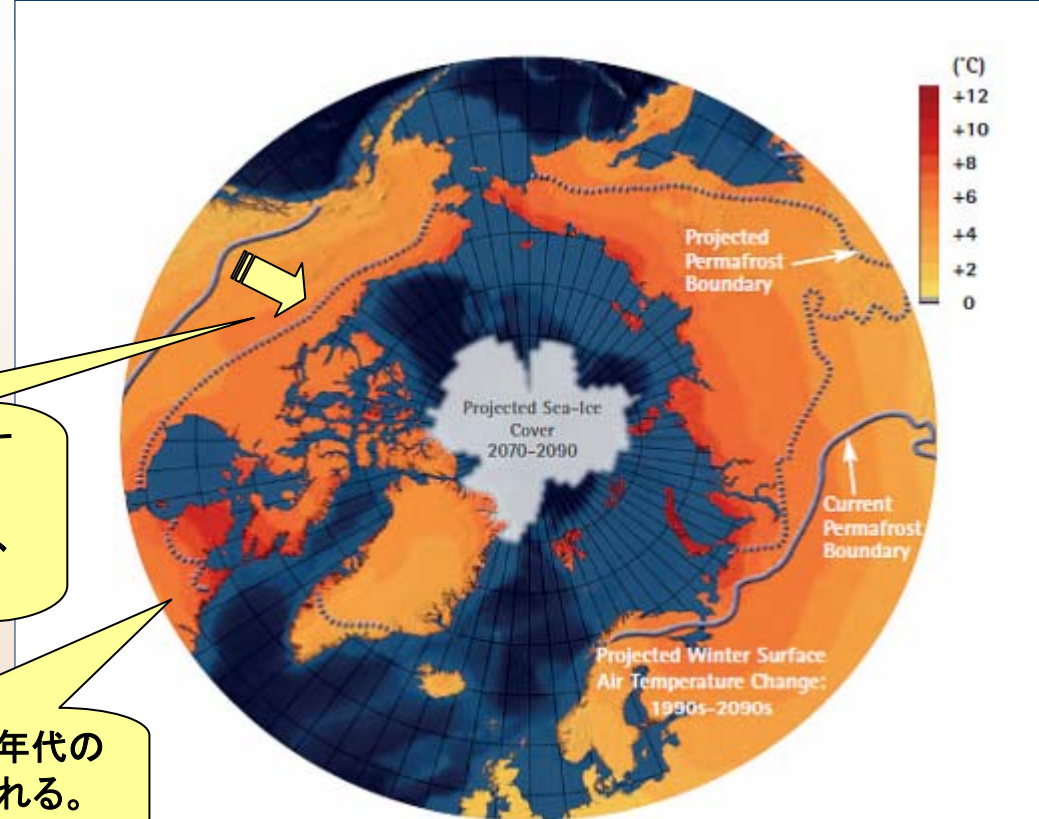 (˚C)
+12
+10
+8
+6
+4
+2
0
Projected
Permafrost
Boundary
Projected Sea-Ice
Cover
2070-2090
Current
Permafrost
Boundary
Projected Winter Surface
Air Temperature Change:
1990s-2090s
ー
、
年代の
れる。